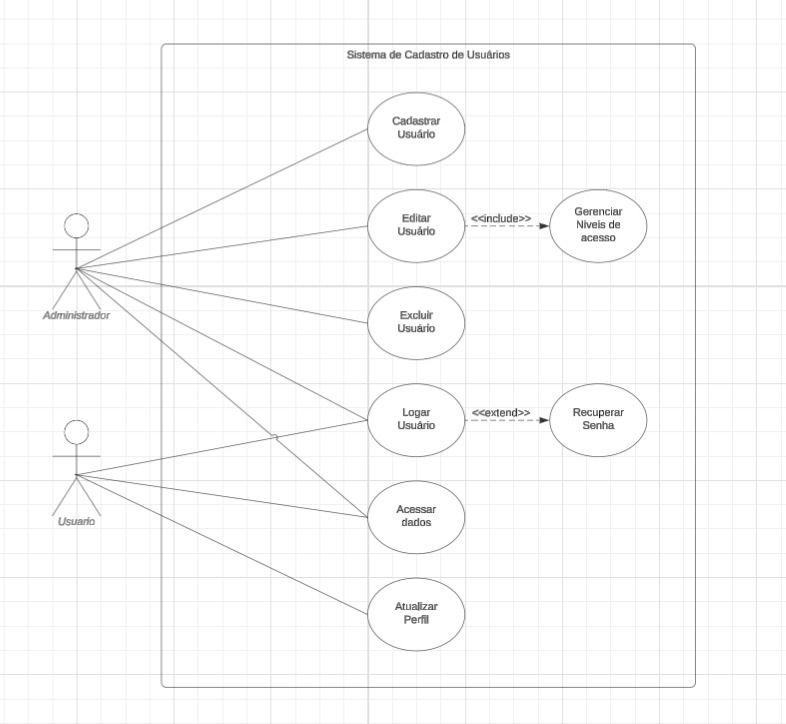 Sistema de Cadastro de Usuários
Cadastrar
Usuário
Editar
Usuário
<<include>>
Gerenciar
Niveis de
acesso
Administrador
Excluir
Usuário
Logar
Usuário
<<extend>>
Recuperar
Senha
Usuario
Acessar
dados
Atualizar
Perfil